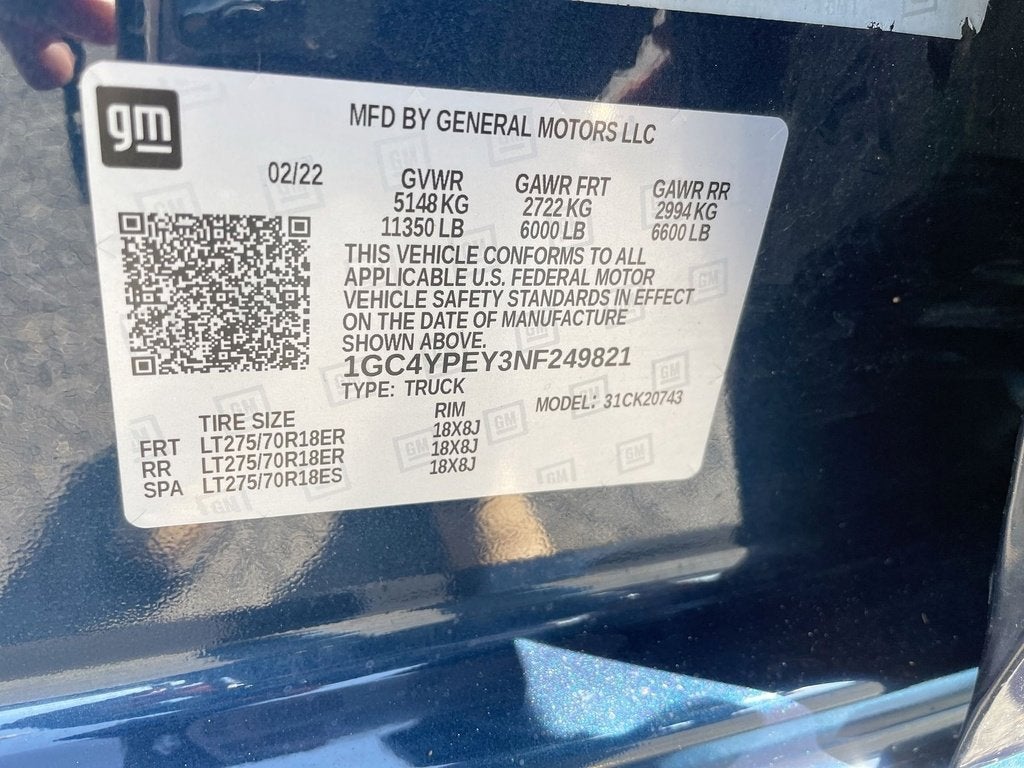 gm
MFD BY GENERAL MOTORS LLC
02/22
GVWR GAWR FRT GAWR RR
5148 KG 2722 KG 2994 KG
11350 LB 6000 LB 6600 LB
THIS VEHICLE CONFORMS TO ALL
APPLICABLE U.S. FEDERAL MOTOR
VEHICLE SAFETY STANDARDS IN EFFECT
ON THE DATE OF MANUFACTURE
SHOWN ABOVE.
1GC4YPEY3NF249821
TYPE: TRUCK
MODEL: 31CK20743
TIRE SIZE RIM
FRT LT275/70R18ER 18X8J
RR LT275/70R18ER 18X8J
SPA LT275/70R18ES 18X8J